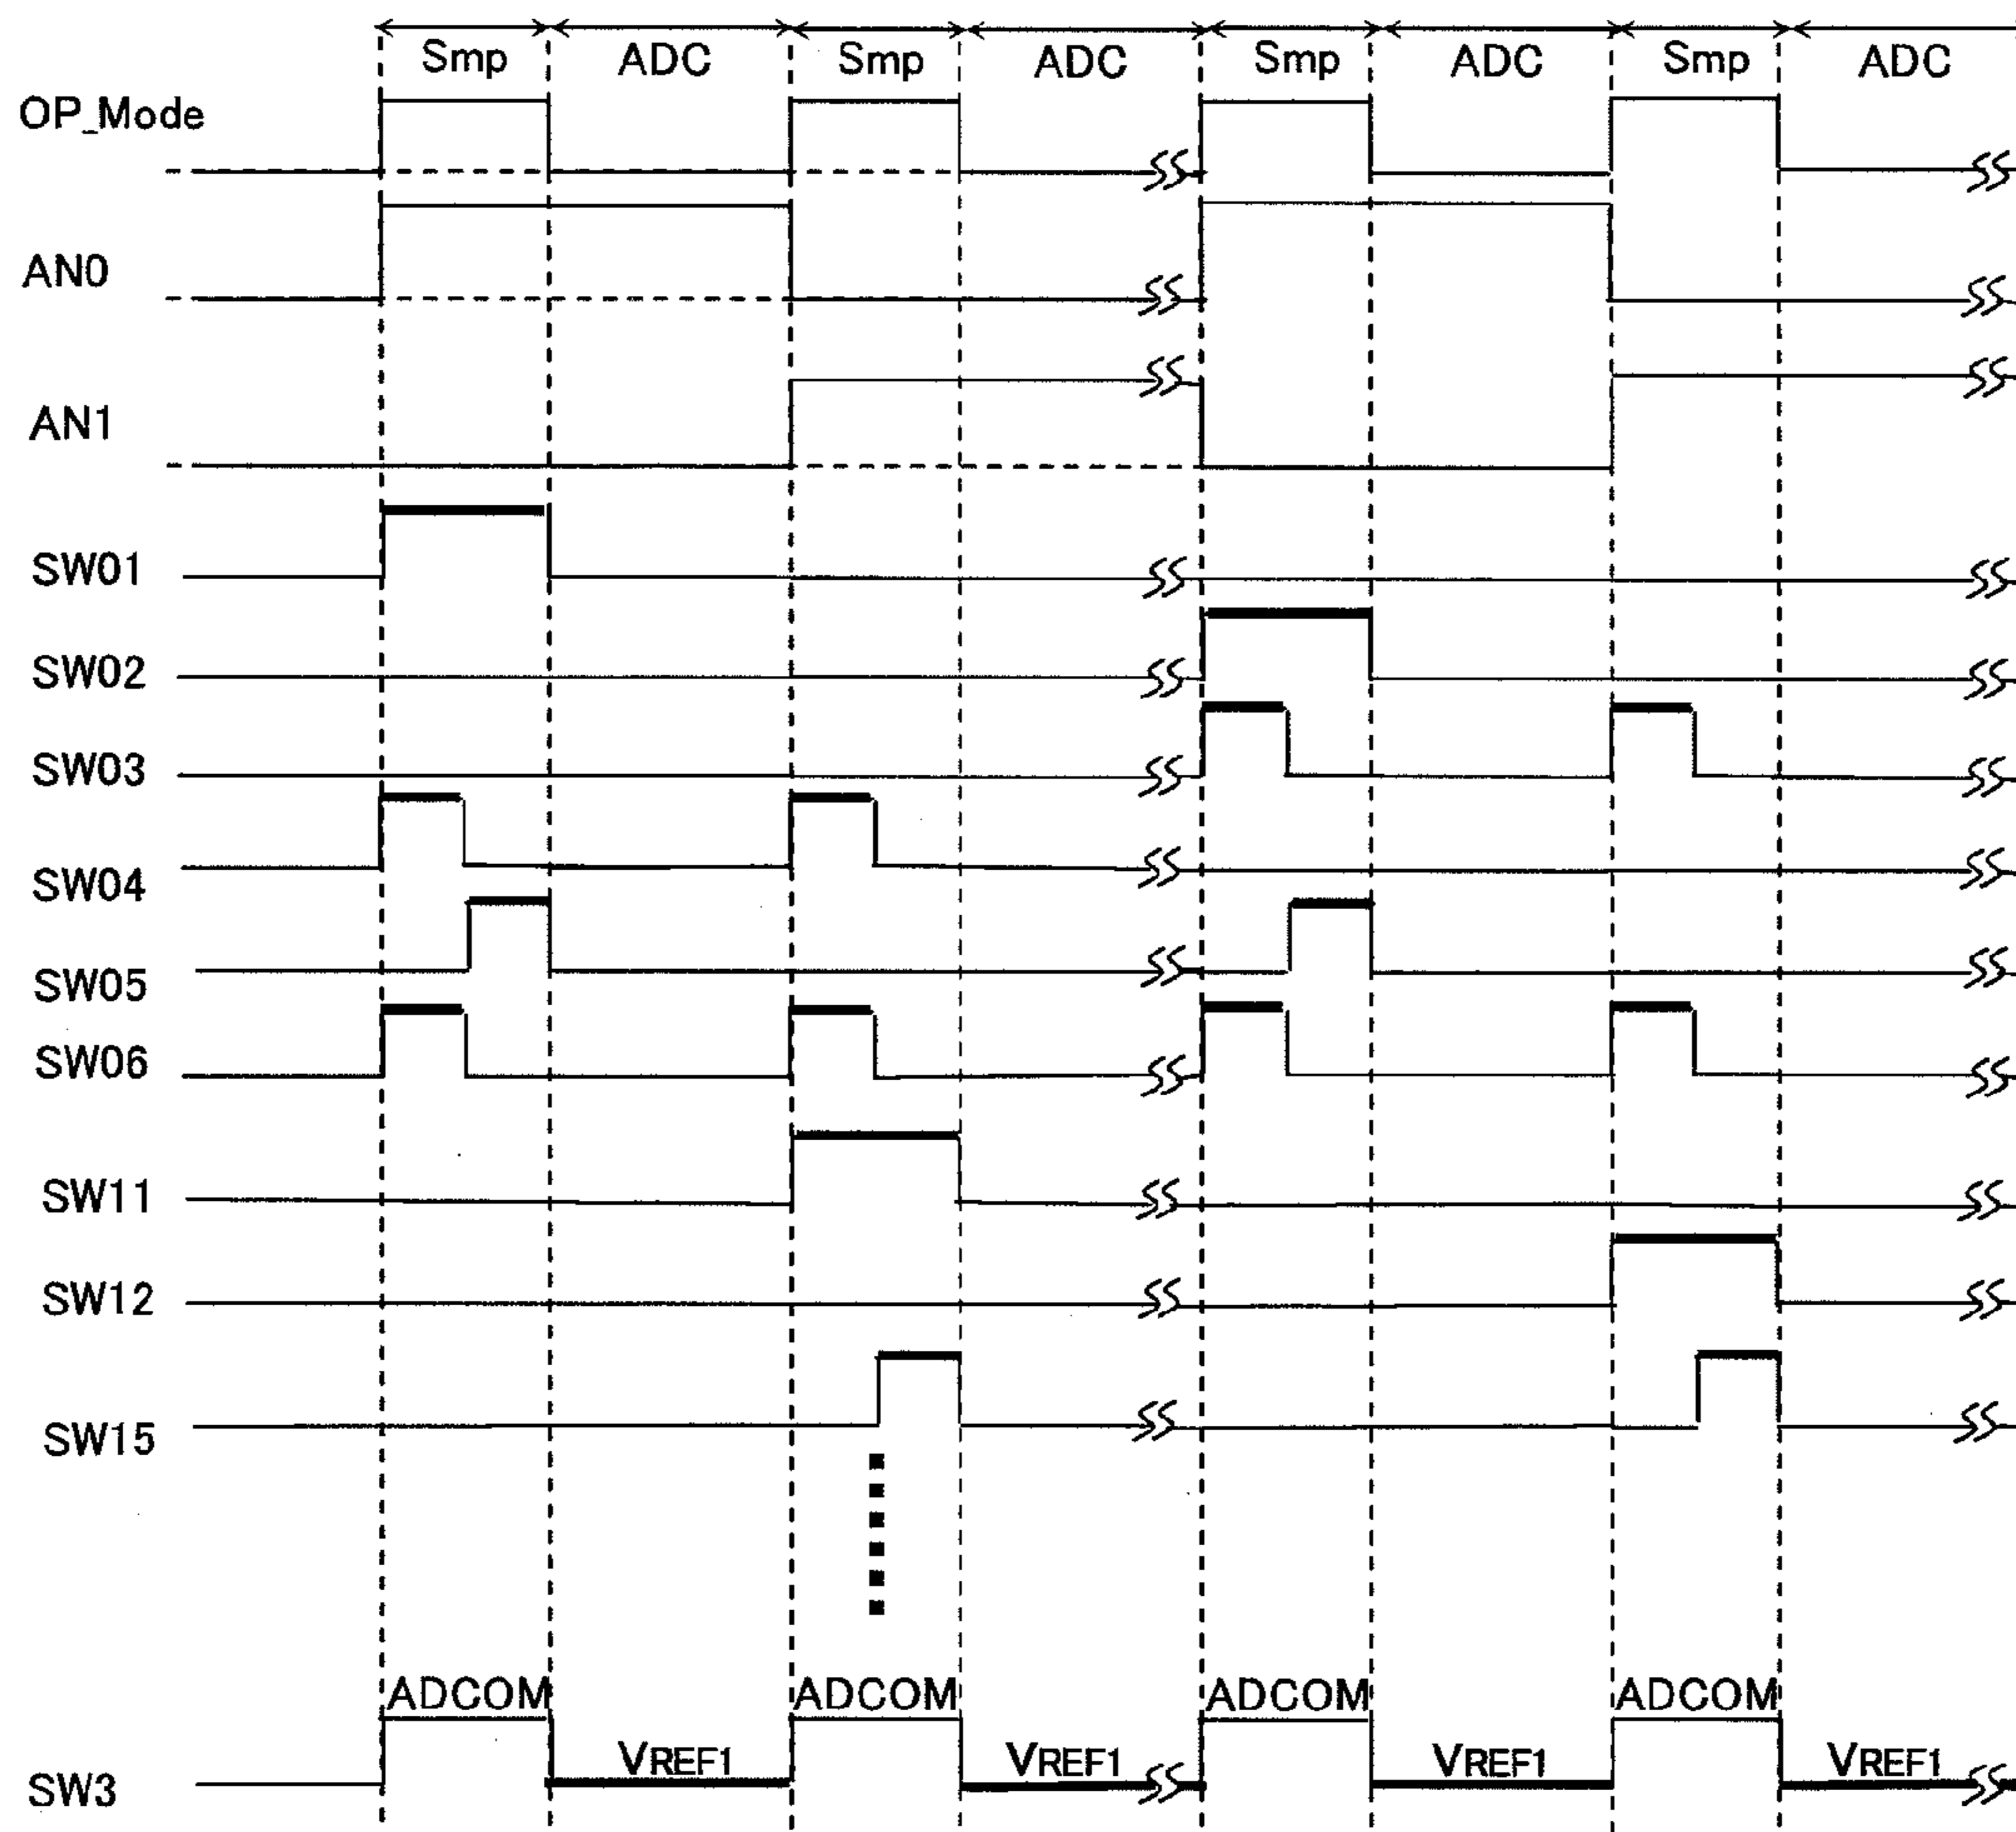 Smp ADC Smp ADC Smp ADC Smp ADC
OP_Mode
AN0
AN1
SW01
SW02
SW03
SW04
SW05
SW06
SW11
SW12
SW15
ADCOM ADCOM ADCOM ADCOM
VREF1 VREF1 VREF1 VREF1
SW3